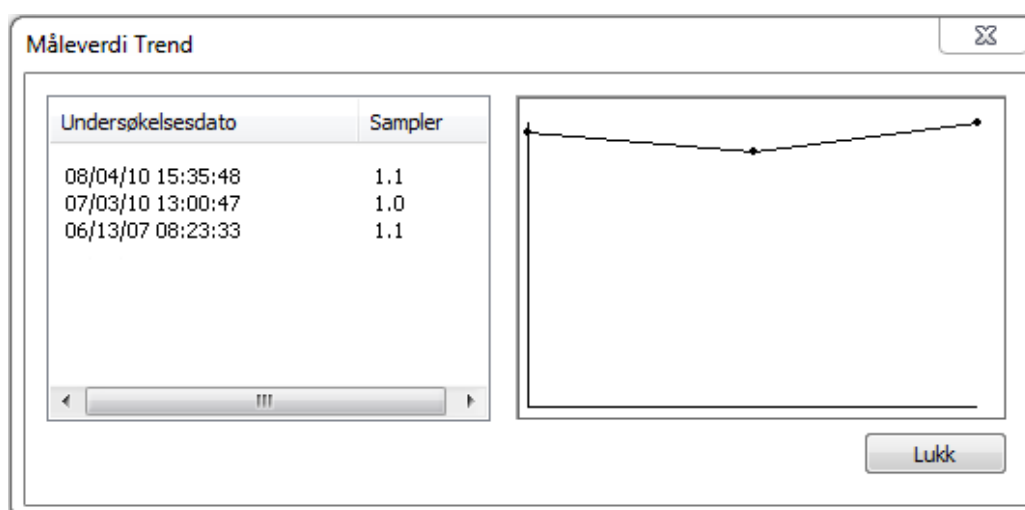 Måleverdi Trend
Undersøkelsesdato Sampler
08/04/10 15:35:48 1.1
07/03/10 13:00:47 1.0
06/13/07 08:23:33 1.1
Lukk